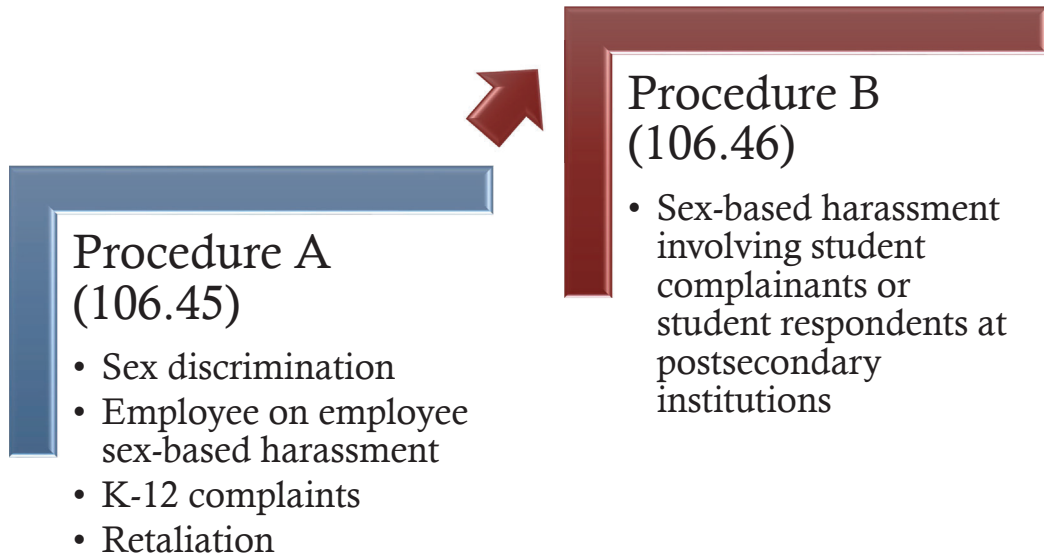 Procedure A
(106.45)
• Sex discrimination
• Employee on employee
sex-based harassment
• K-12 complaints
• Retaliation
Procedure B
(106.46)
• Sex-based harassment
involving student
complainants or
student respondents at
postsecondary
institutions